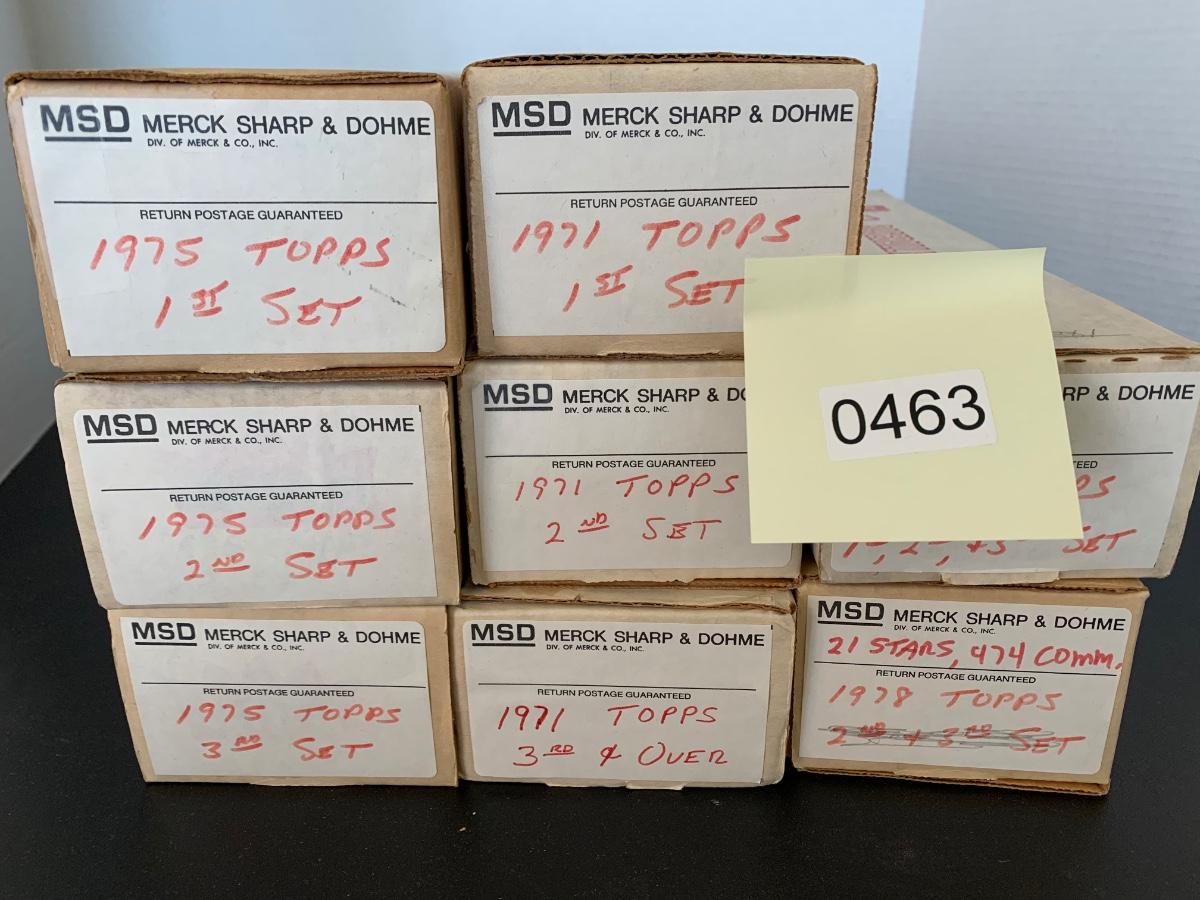 MSD MERCK SHARP & DOHME
DIV. OF MERCK & CO., INC.
RETURN POSTAGE GUARANTEED
1975 TOPPS
1ST SET
MSD MERCK SHARP & DOHME
DIV. OF MERCK & CO., INC.
RETURN POSTAGE GUARANTEED
1971 TOPPS
1ST SET
0463
MSD MERCK SHARP & DOHME
DIV. OF MERCK & CO., INC.
RETURN POSTAGE GUARANTEED
1975 TOPPS
2ND SET
MSD MERCK SHARP & DO
DIV. OF MERCK & CO., INC.
RETURN POSTAGE GUARANTEED
1971 TOPPS
2ND SET
RP & DOHME
EED
PS
SET
MSD MERCK SHARP & DOHME
DIV. OF MERCK & CO., INC.
RETURN POSTAGE GUARANTEED
1975 TOPPS
3RD SET
MSD MERCK SHARP & DOHME
DIV. OF MERCK & CO., INC.
RETURN POSTAGE GUARANTEED
1971 TOPPS
3RD & OVER
MSD MERCK SHARP & DOHME
DIV. OF MERCK & CO., INC.
21 STARS, 474 COMM.
RETURN POSTAGE GUARANTEED
1978 TOPPS
2ND + 3RD SET